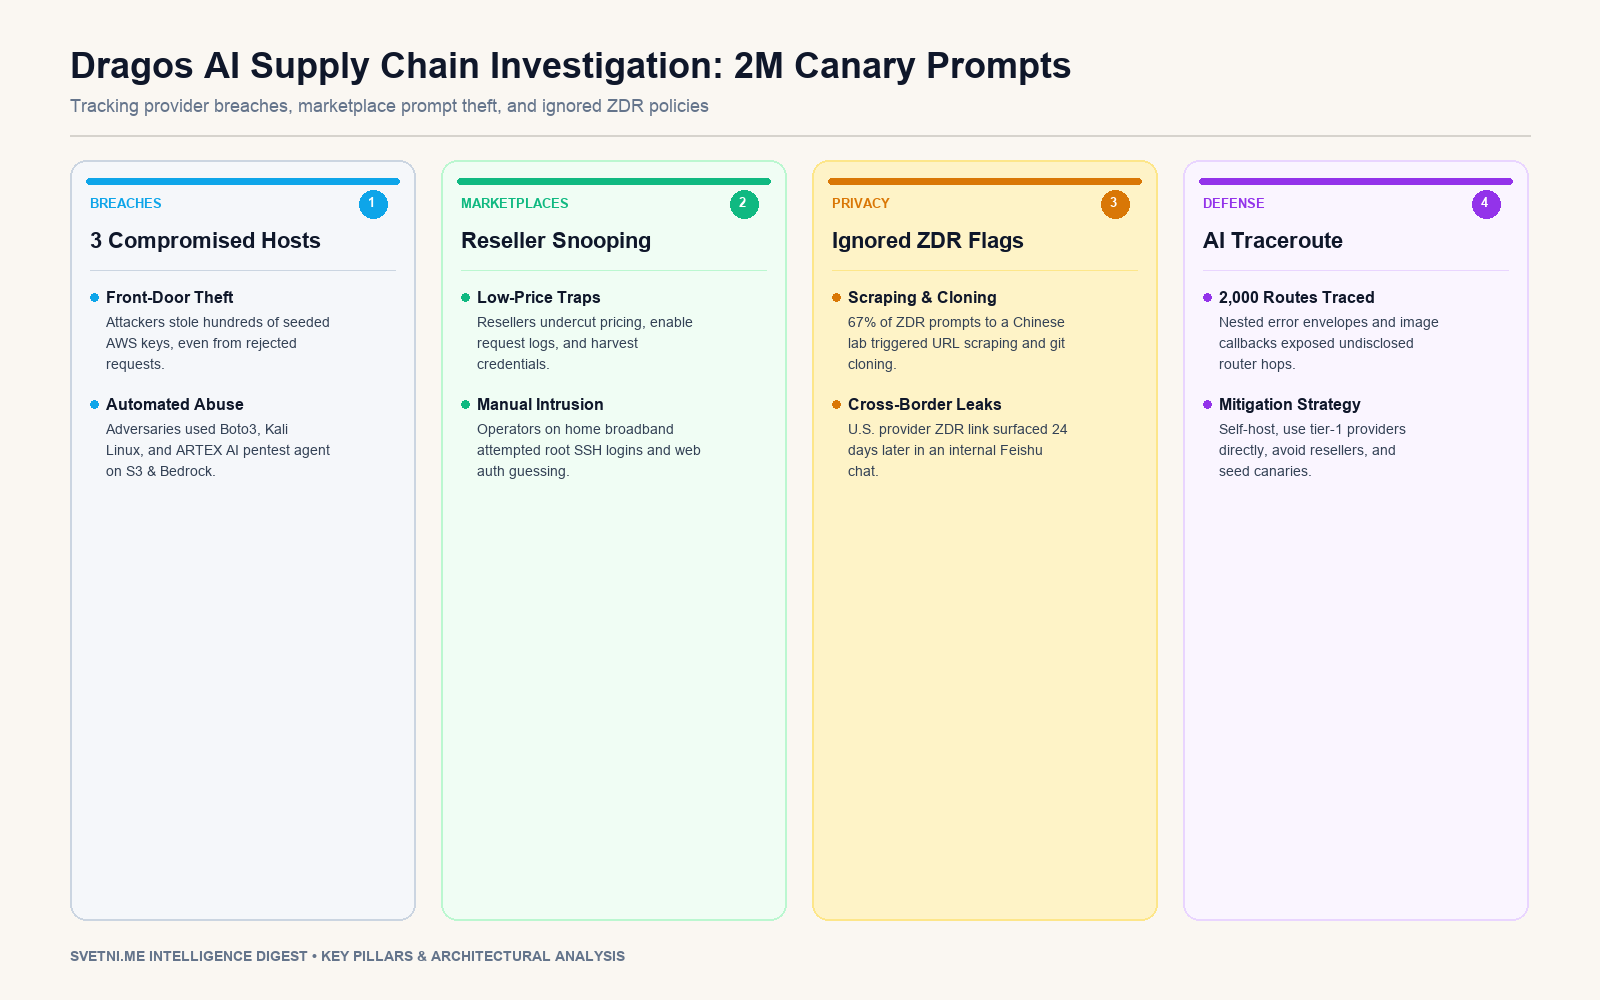 Dragos AI Supply Chain Investigation: 2M Canary Prompts
Tracking provider breaches, marketplace prompt theft, and ignored ZDR policies
BREACHES
1
3 Compromised Hosts
Front-Door Theft
Attackers stole hundreds of seeded
AWS keys, even from rejected
requests.
Automated Abuse
Adversaries used Boto3, Kali
Linux, and ARTEX AI pentest agent
on S3 & Bedrock.
MARKETPLACES
2
Reseller Snooping
Low-Price Traps
Resellers undercut pricing, enable
request logs, and harvest
credentials.
Manual Intrusion
Operators on home broadband
attempted root SSH logins and web
auth guessing.
PRIVACY
3
Ignored ZDR Flags
Scraping & Cloning
67% of ZDR prompts to a Chinese
lab triggered URL scraping and git
cloning.
Cross-Border Leaks
U.S. provider ZDR link surfaced 24
days later in an internal Feishu
chat.
DEFENSE
4
AI Traceroute
2,000 Routes Traced
Nested error envelopes and image
callbacks exposed undisclosed
router hops.
Mitigation Strategy
Self-host, use tier-1 providers
directly, avoid resellers, and
seed canaries.
SVETNI.ME INTELLIGENCE DIGEST • KEY PILLARS & ARCHITECTURAL ANALYSIS